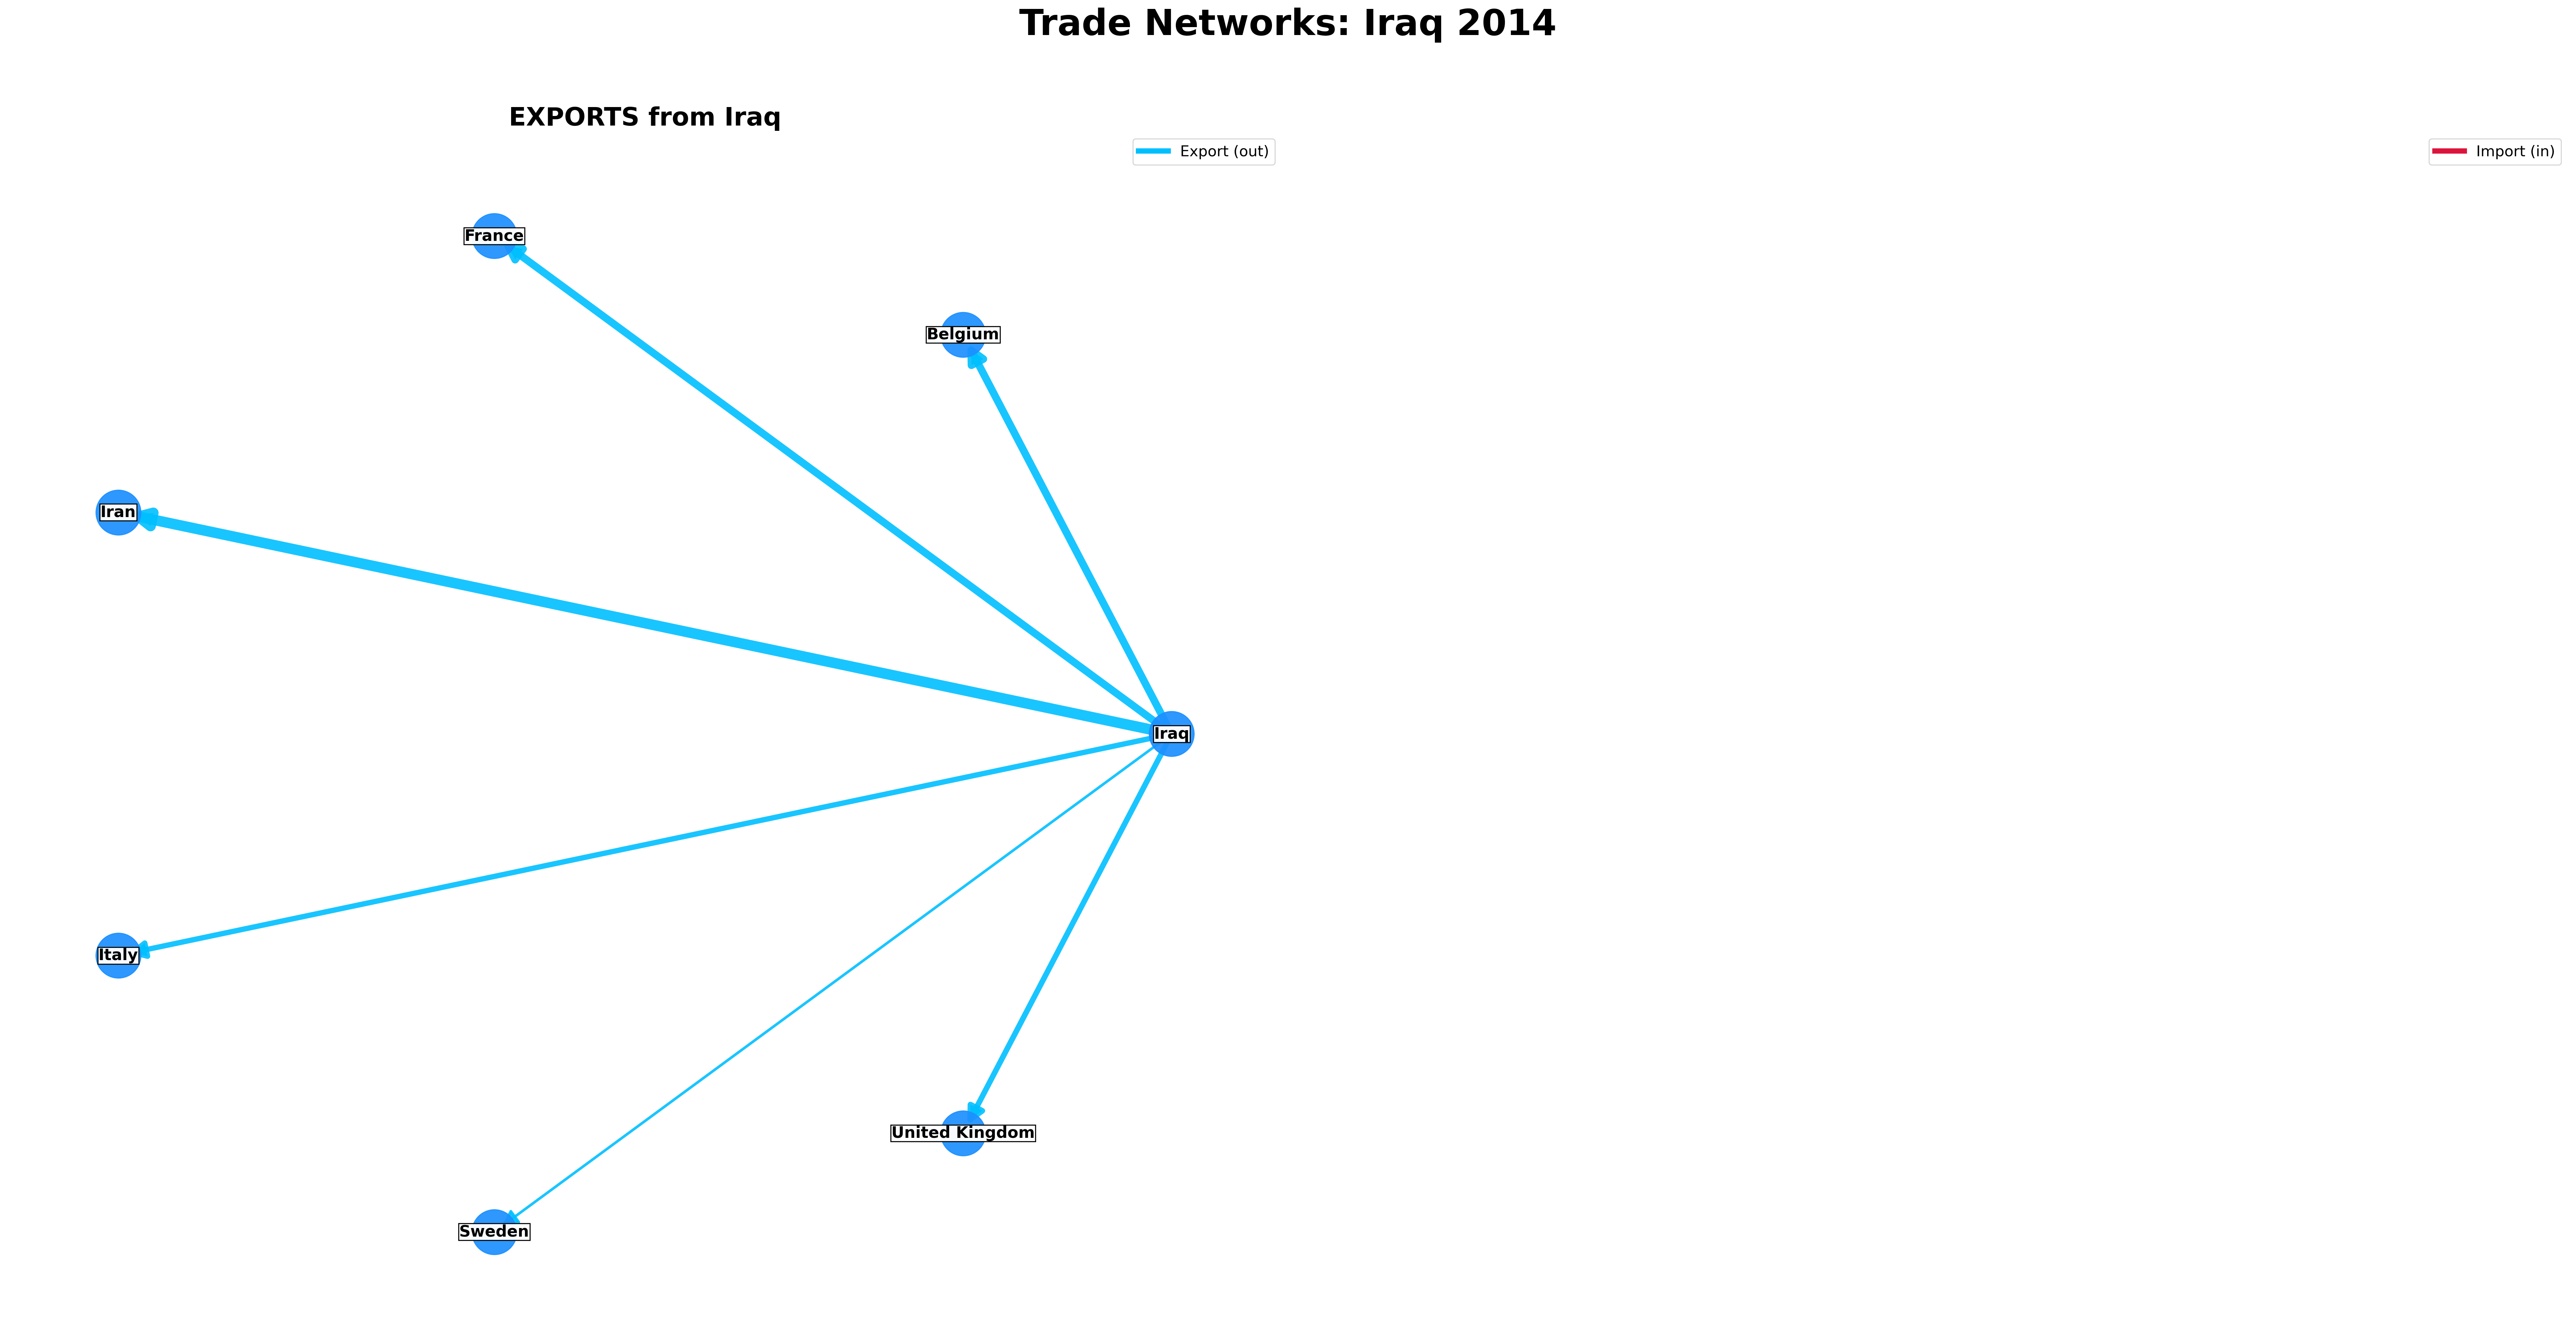 Trade Networks: Iraq 2014
EXPORTS from Iraq
Export (out)
Import (in)
France
Belgium
Iran
Iraq
Italy
United Kingdom
Sweden